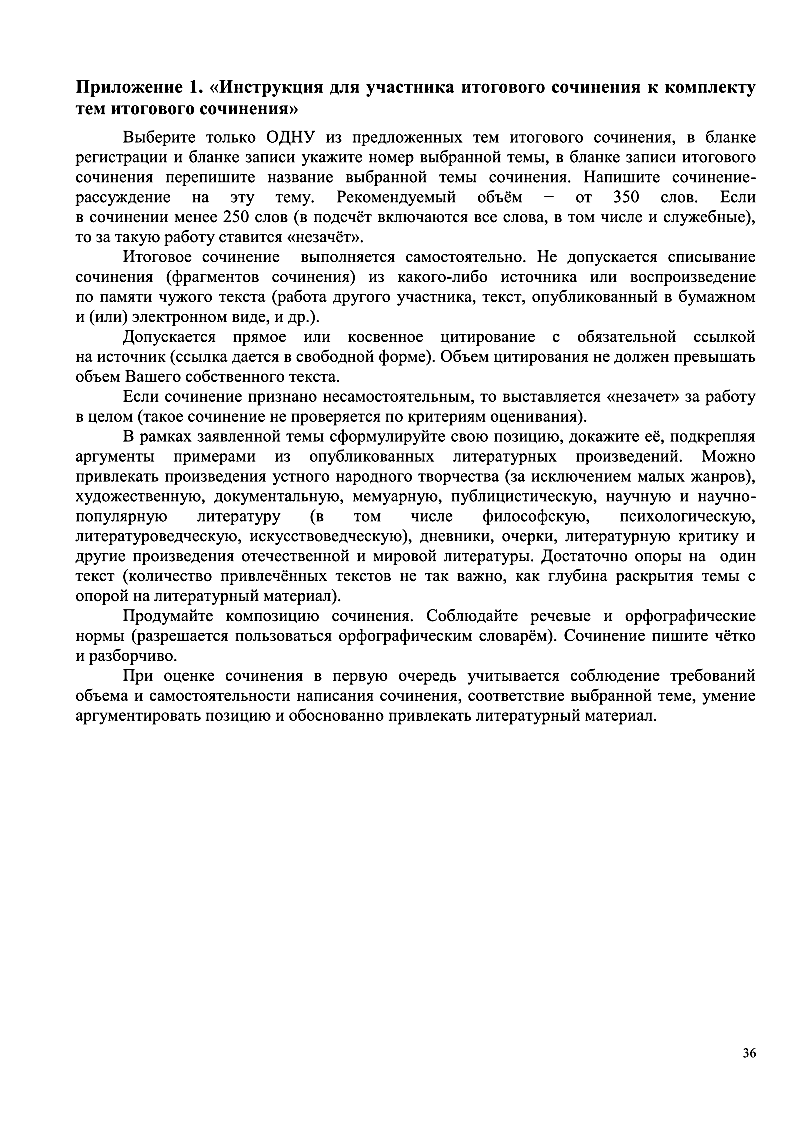 Приложение 1. «Инструкция для участника итогового сочинения к комплекту
тем итогового сочинения»
Выберите только ОДНУ из предложенных тем итогового сочинения, в бланке
регистрации и бланке записи укажите номер выбранной темы, в бланке записи итогового
сочинения перепишите название выбранной темы сочинения. Напишите сочинение-
рассуждение на эту тему. Рекомендуемый объём − от 350 слов. Если
в сочинении менее 250 слов (в подсчёт включаются все слова, в том числе и служебные),
то за такую работу ставится «незачёт».
Итоговое сочинение выполняется самостоятельно. Не допускается списывание
сочинения (фрагментов сочинения) из какого-либо источника или воспроизведение
по памяти чужого текста (работа другого участника, текст, опубликованный в бумажном
и (или) электронном виде, и др.).
Допускается прямое или косвенное цитирование с обязательной ссылкой
на источник (ссылка дается в свободной форме). Объем цитирования не должен превышать
объем Вашего собственного текста.
Если сочинение признано несамостоятельным, то выставляется «незачет» за работу
в целом (такое сочинение не проверяется по критериям оценивания).
В рамках заявленной темы сформулируйте свою позицию, докажите её, подкрепляя
аргументы примерами из опубликованных литературных произведений. Можно
привлекать произведения устного народного творчества (за исключением малых жанров),
художественную, документальную, мемуарную, публицистическую, научную и научно-
популярную литературу (в том числе философскую, психологическую,
литературоведческую, искусствоведческую), дневники, очерки, литературную критику и
другие произведения отечественной и мировой литературы. Достаточно опоры на один
текст (количество привлечённых текстов не так важно, как глубина раскрытия темы с
опорой на литературный материал).
Продумайте композицию сочинения. Соблюдайте речевые и орфографические
нормы (разрешается пользоваться орфографическим словарём). Сочинение пишите чётко
и разборчиво.
При оценке сочинения в первую очередь учитывается соблюдение требований
объема и самостоятельности написания сочинения, соответствие выбранной теме, умение
аргументировать позицию и обоснованно привлекать литературный материал.
36